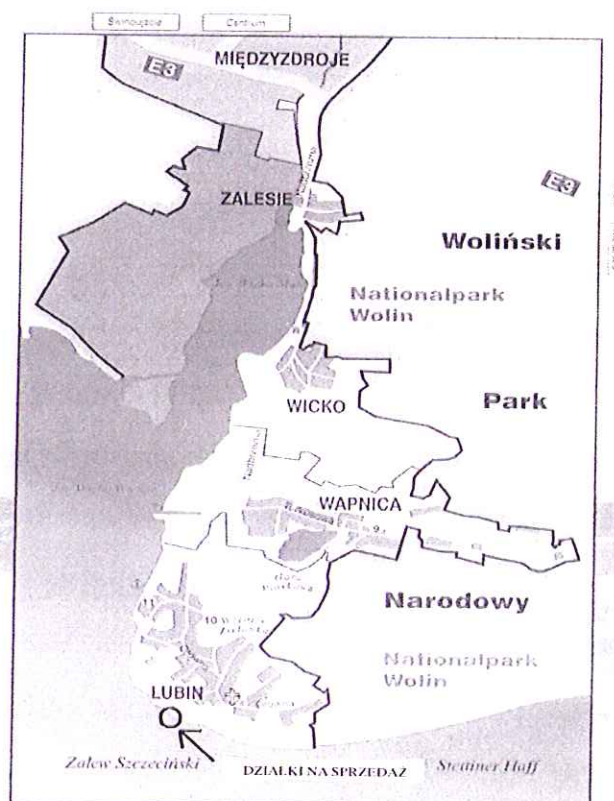 Świnoujście
Centrum
MIĘDZYZDROJE
E3
E3
ZALESIE
Woliński
Nationalpark
Wolin
Park
WICKO
WAPNICA
Narodowy
Nationalpark
Wolin
LUBIN
Zalew Szczeciński
DZIAŁKI NA SPRZEDAŻ
Stettiner Haff